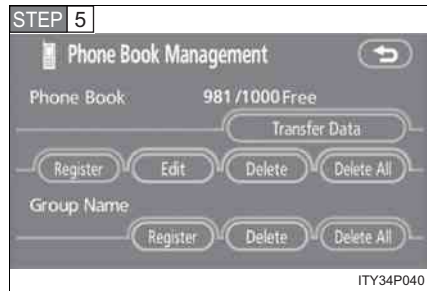 STEP 5
Phone Book Management
Phone Book 981/1000 Free
Transfer Data
Register Edit Delete Delete All
Group Name
Register Delete Delete All
ITY34P040